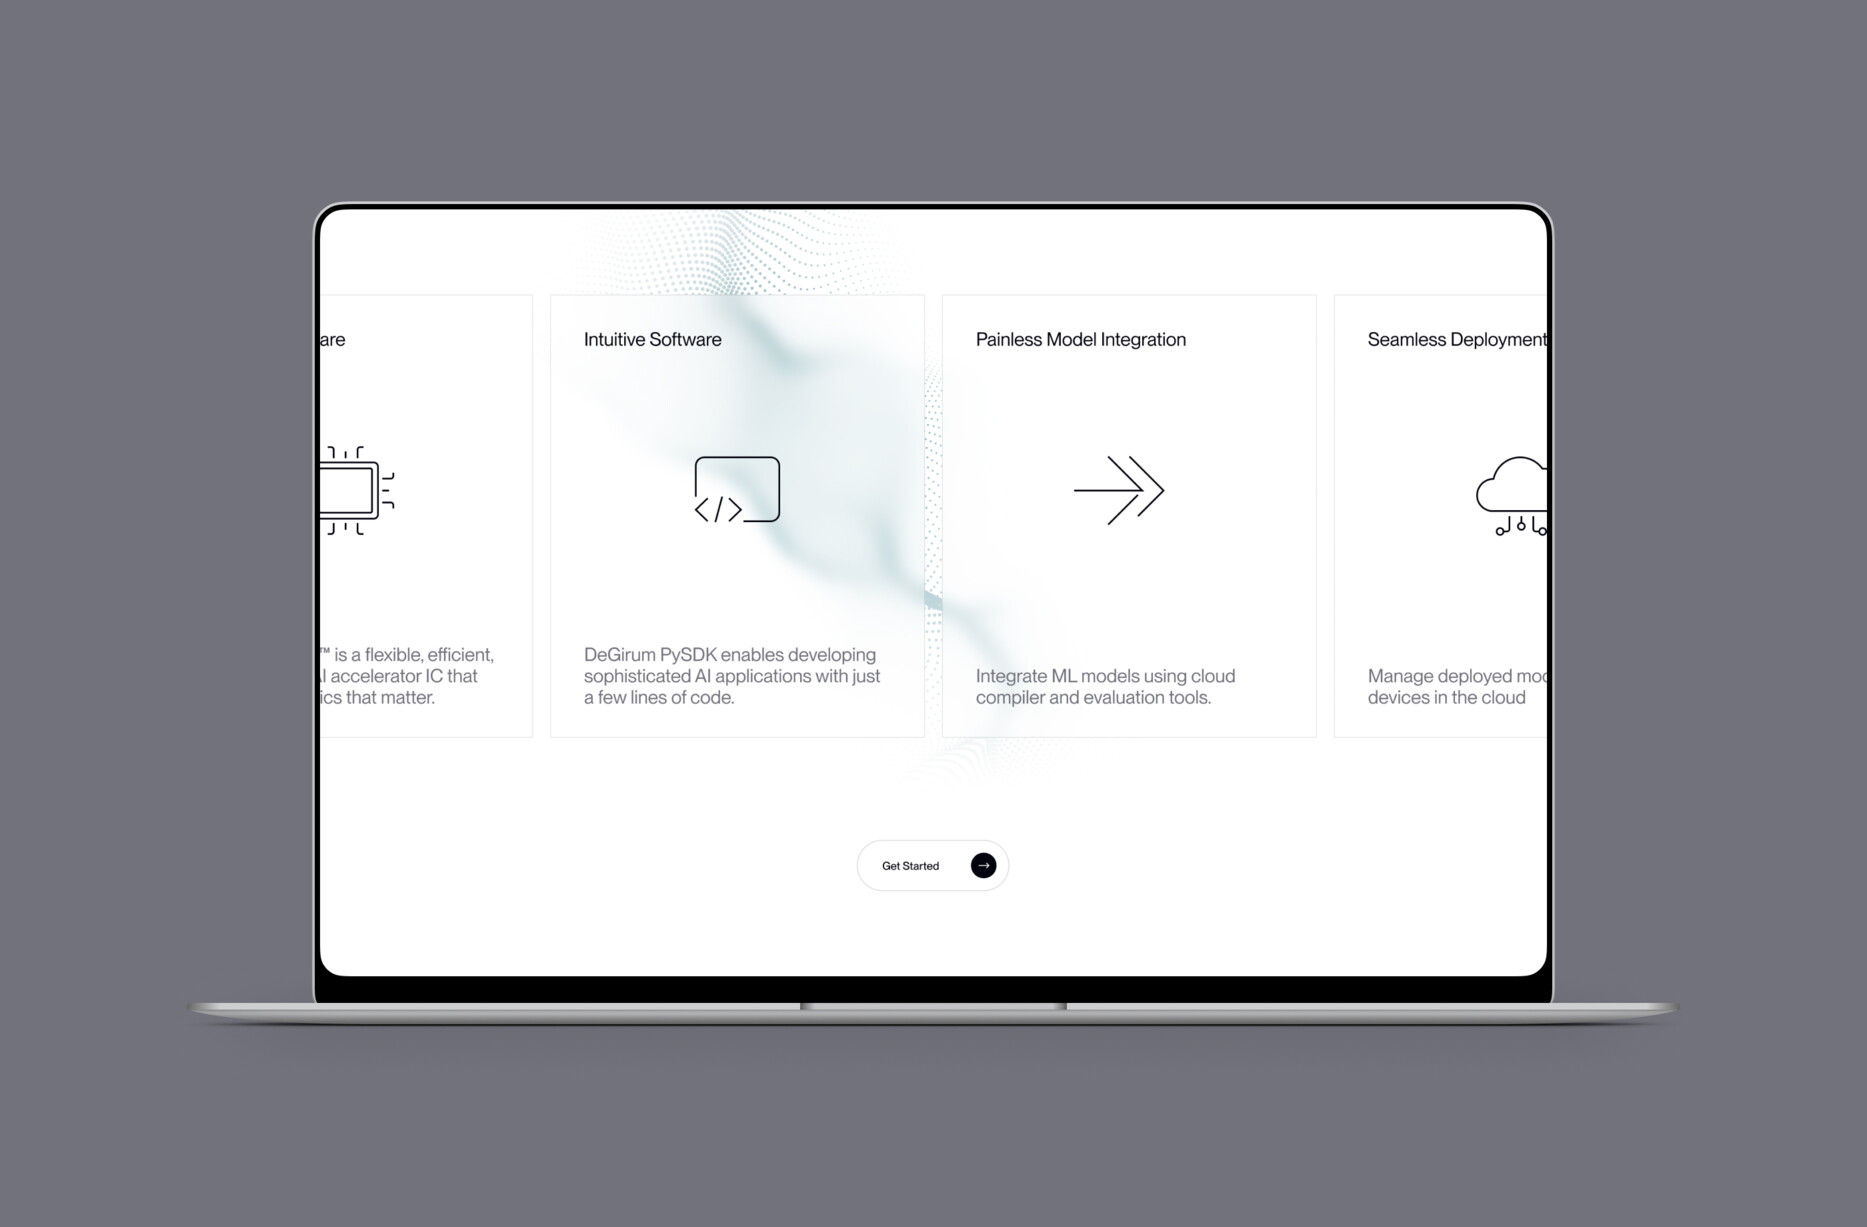 are
Intuitive Software
Painless Model Integration
Seamless Deployment
™ is a flexible, efficient,
AI accelerator IC that
ics that matter.
DeGirum PySDK enables developing
sophisticated AI applications with just
a few lines of code.
Integrate ML models using cloud
compiler and evaluation tools.
Manage deployed mod
devices in the cloud
Get Started